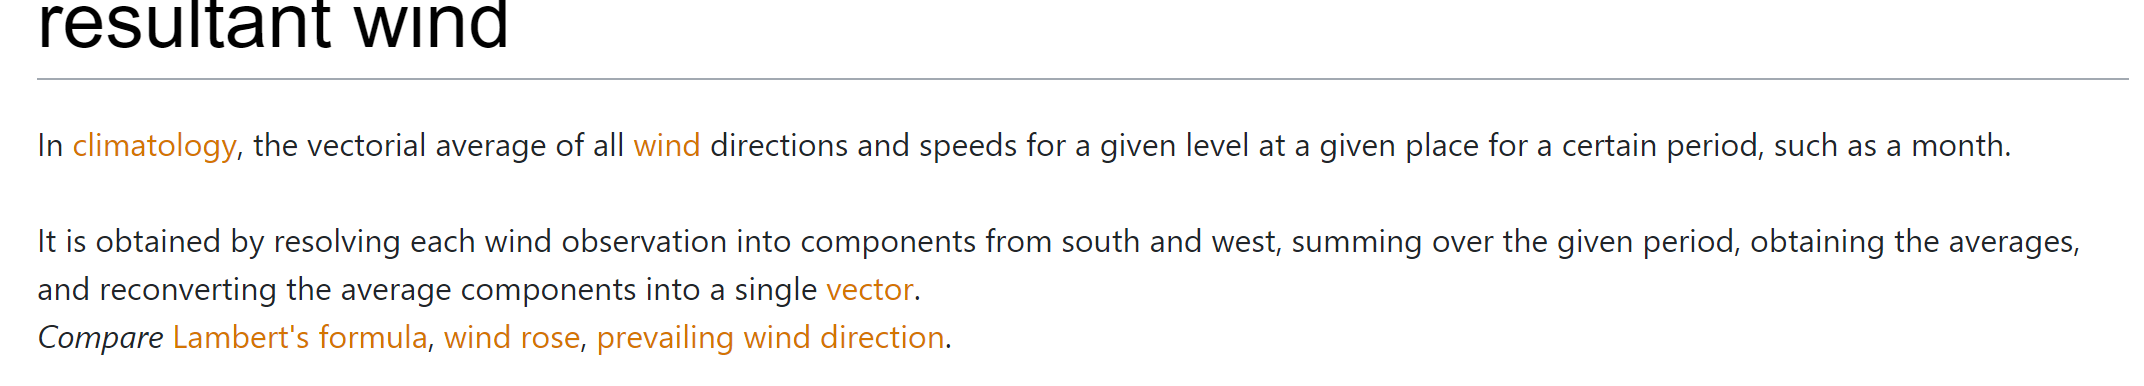 resultant wind
In climatology, the vectorial average of all wind directions and speeds for a given level at a given place for a certain period, such as a month.
It is obtained by resolving each wind observation into components from south and west, summing over the given period, obtaining the averages,
and reconverting the average components into a single vector.
Compare Lambert's formula, wind rose, prevailing wind direction.